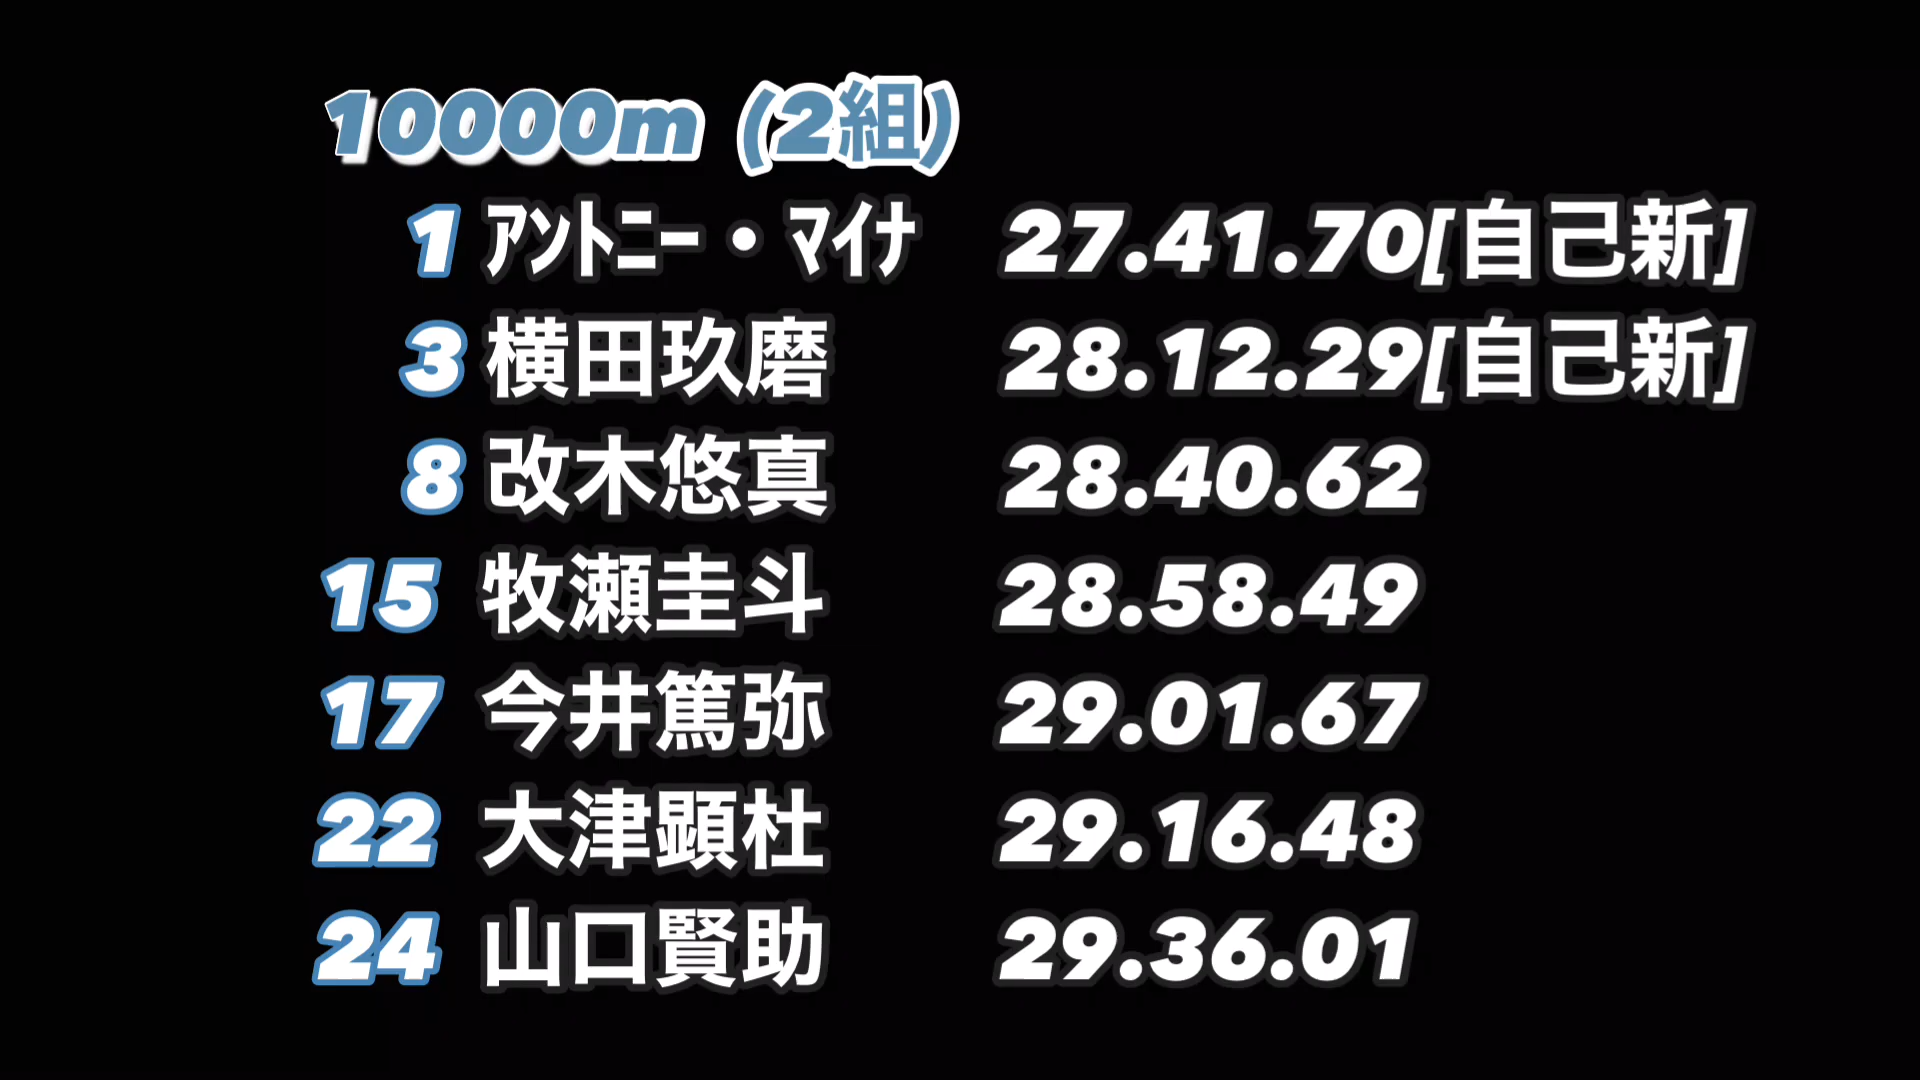 10000m (2組)
1 ｱﾝﾄﾆｰ・ﾏｲﾅ 27.41.70[自己新]
3 横田玖磨 28.12.29[自己新]
8 改木悠真 28.40.62
15 牧瀬圭斗 28.58.49
17 今井篤弥 29.01.67
22 大津顕杜 29.16.48
24 山口賢助 29.36.01